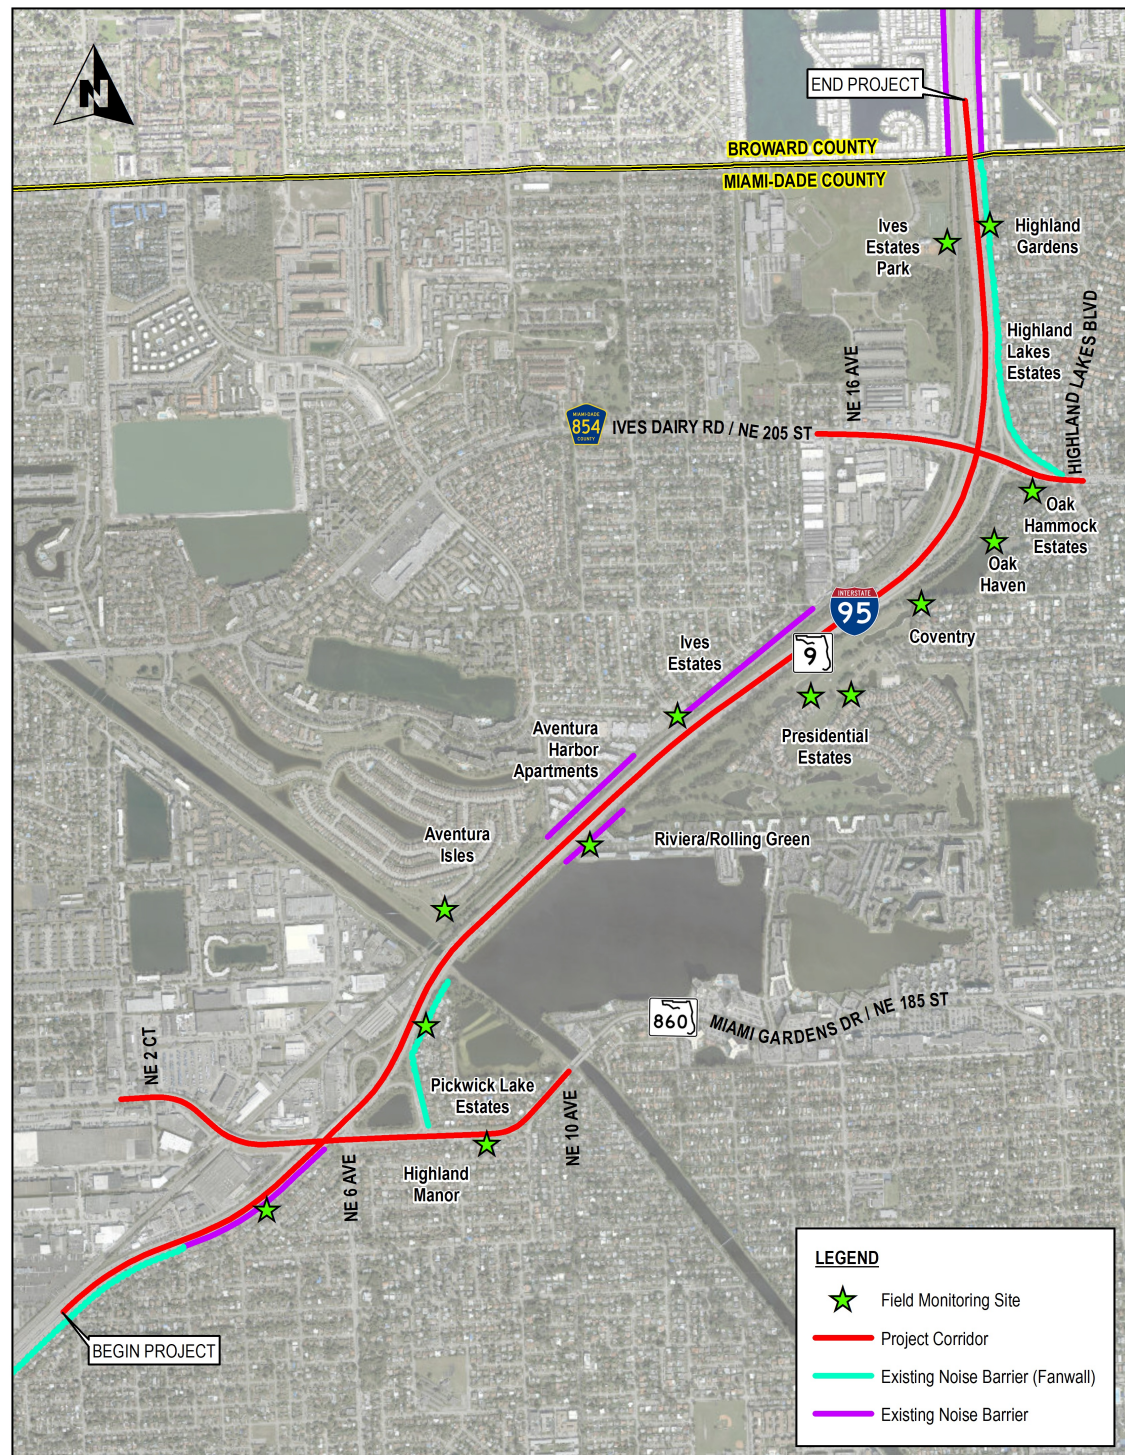 N
END PROJECT
BROWARD COUNTY
MIAMI-DADE COUNTY
Ives
Estates
Park
Highland
Gardens
Highland
Lakes
Estates
HIGHLAND LAKES BLVD
NE 16 AVE
MIAMI-DADE
854
COUNTY
IVES DAIRY RD / NE 205 ST
Oak
Hammock
Estates
Oak
Haven
INTERSTATE
95
9
Coventry
Ives
Estates
Presidential
Estates
Aventura
Harbor
Apartments
Aventura
Isles
Riviera/Rolling Green
860
MIAMI GARDENS DR / NE 185 ST
NE 2 CT
Pickwick Lake
Estates
NE 10 AVE
Highland
Manor
NE 6 AVE
BEGIN PROJECT
LEGEND
Field Monitoring Site
Project Corridor
Existing Noise Barrier (Fanwall)
Existing Noise Barrier